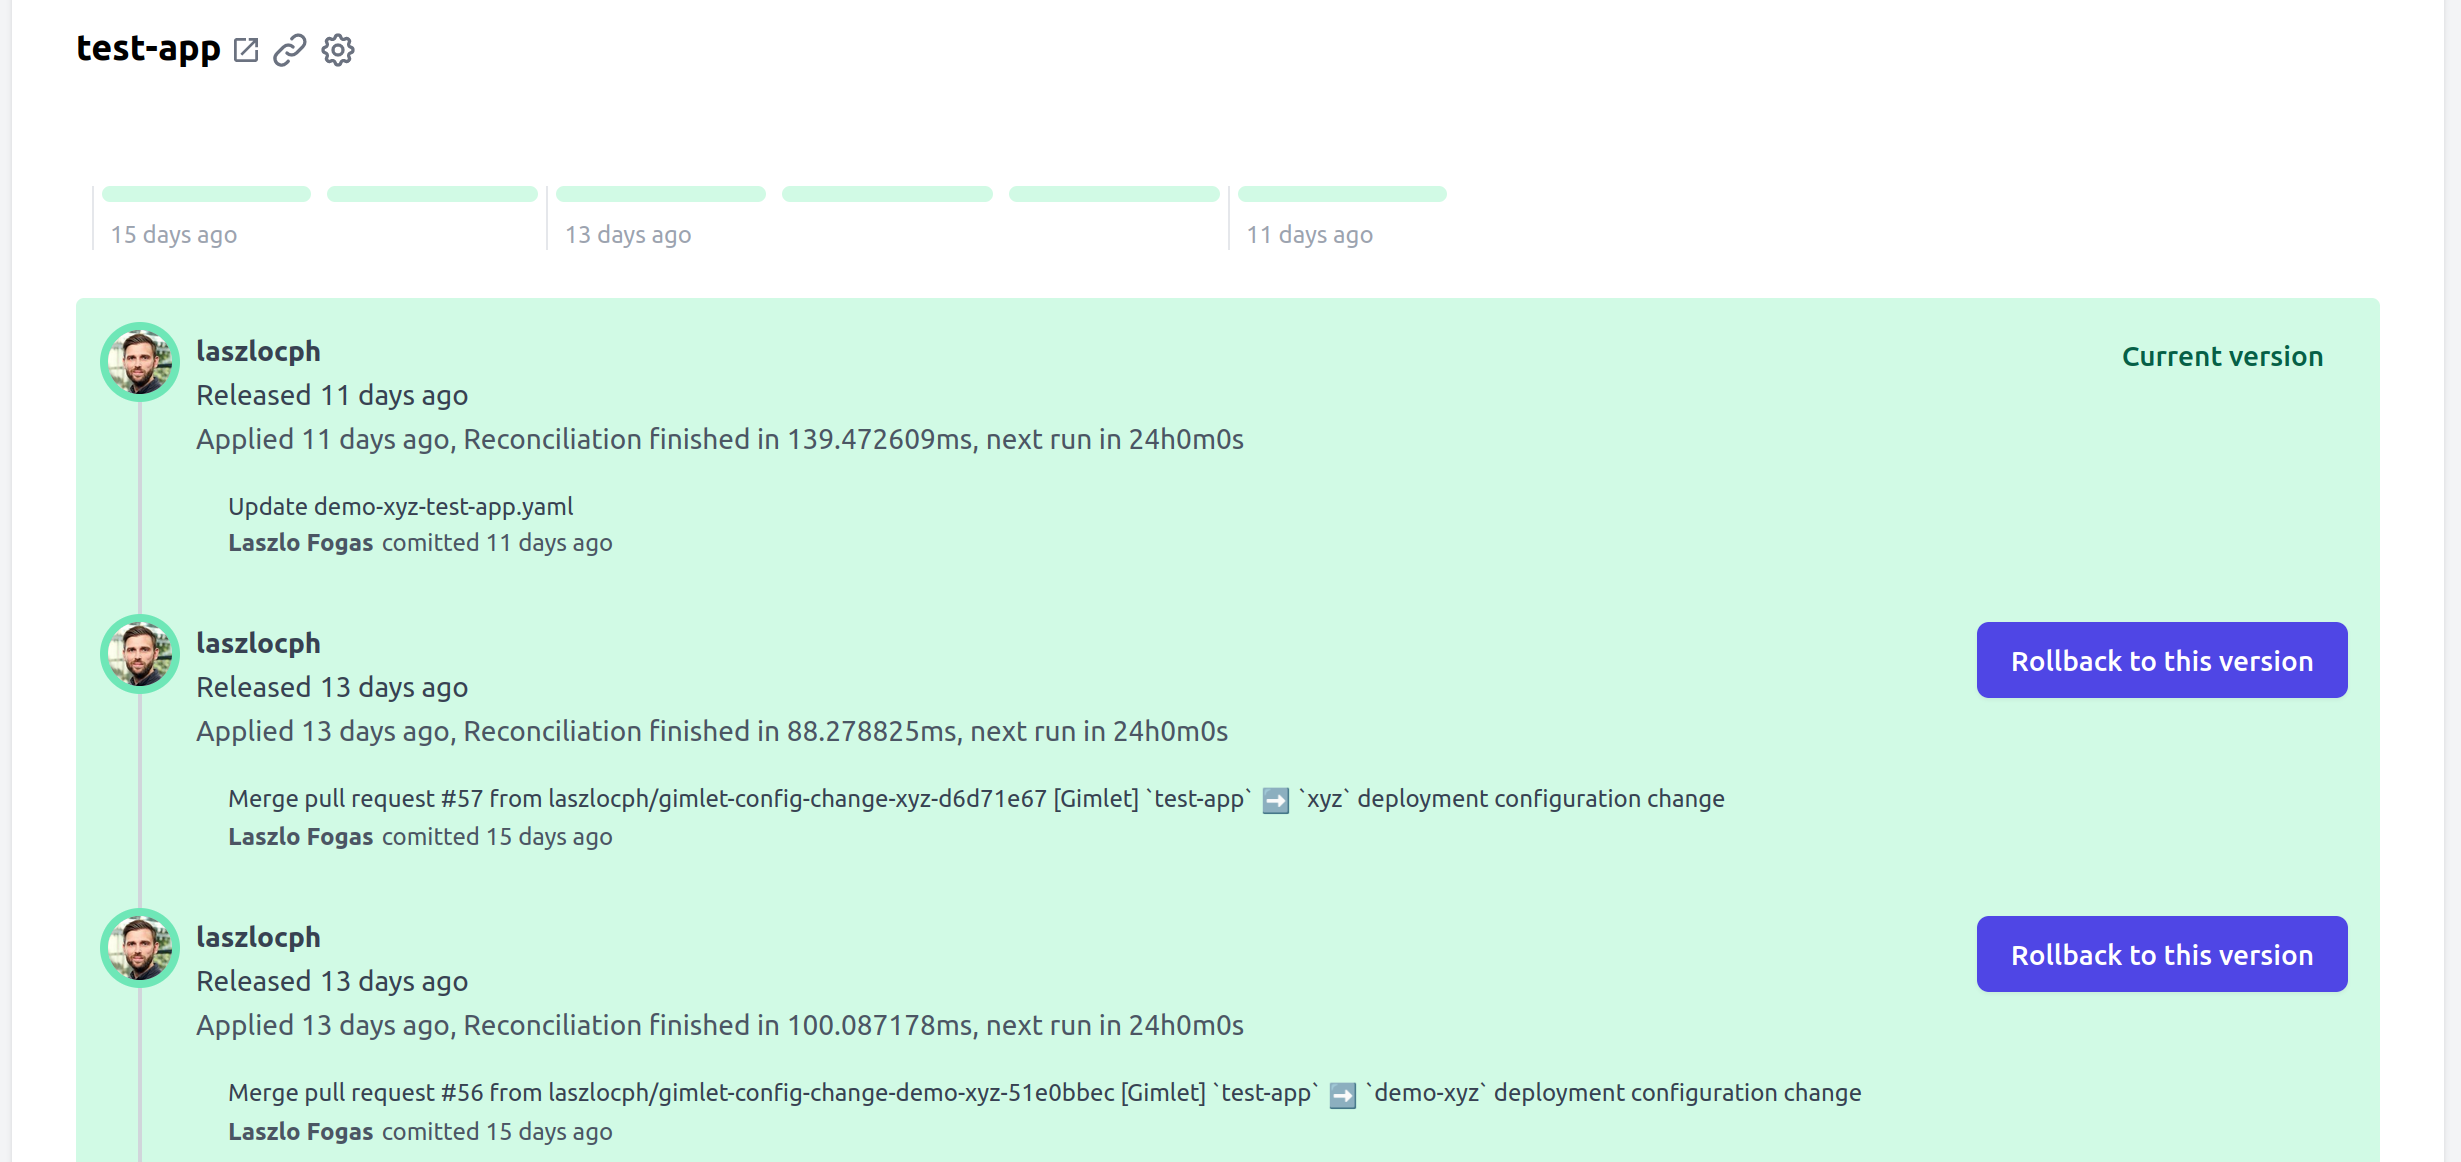 test-app
15 days ago
13 days ago
11 days ago
laszlocph
Current version
Released 11 days ago
Applied 11 days ago, Reconciliation finished in 139.472609ms, next run in 24h0m0s
Update demo-xyz-test-app.yaml
Laszlo Fogas comitted 11 days ago
laszlocph
Rollback to this version
Released 13 days ago
Applied 13 days ago, Reconciliation finished in 88.278825ms, next run in 24h0m0s
Merge pull request #57 from laszlocph/gimlet-config-change-xyz-d6d71e67 [Gimlet] `test-app` ➡️ `xyz` deployment configuration change
Laszlo Fogas comitted 15 days ago
laszlocph
Rollback to this version
Released 13 days ago
Applied 13 days ago, Reconciliation finished in 100.087178ms, next run in 24h0m0s
Merge pull request #56 from laszlocph/gimlet-config-change-demo-xyz-51e0bbec [Gimlet] `test-app` ➡️ `demo-xyz` deployment configuration change
Laszlo Fogas comitted 15 days ago